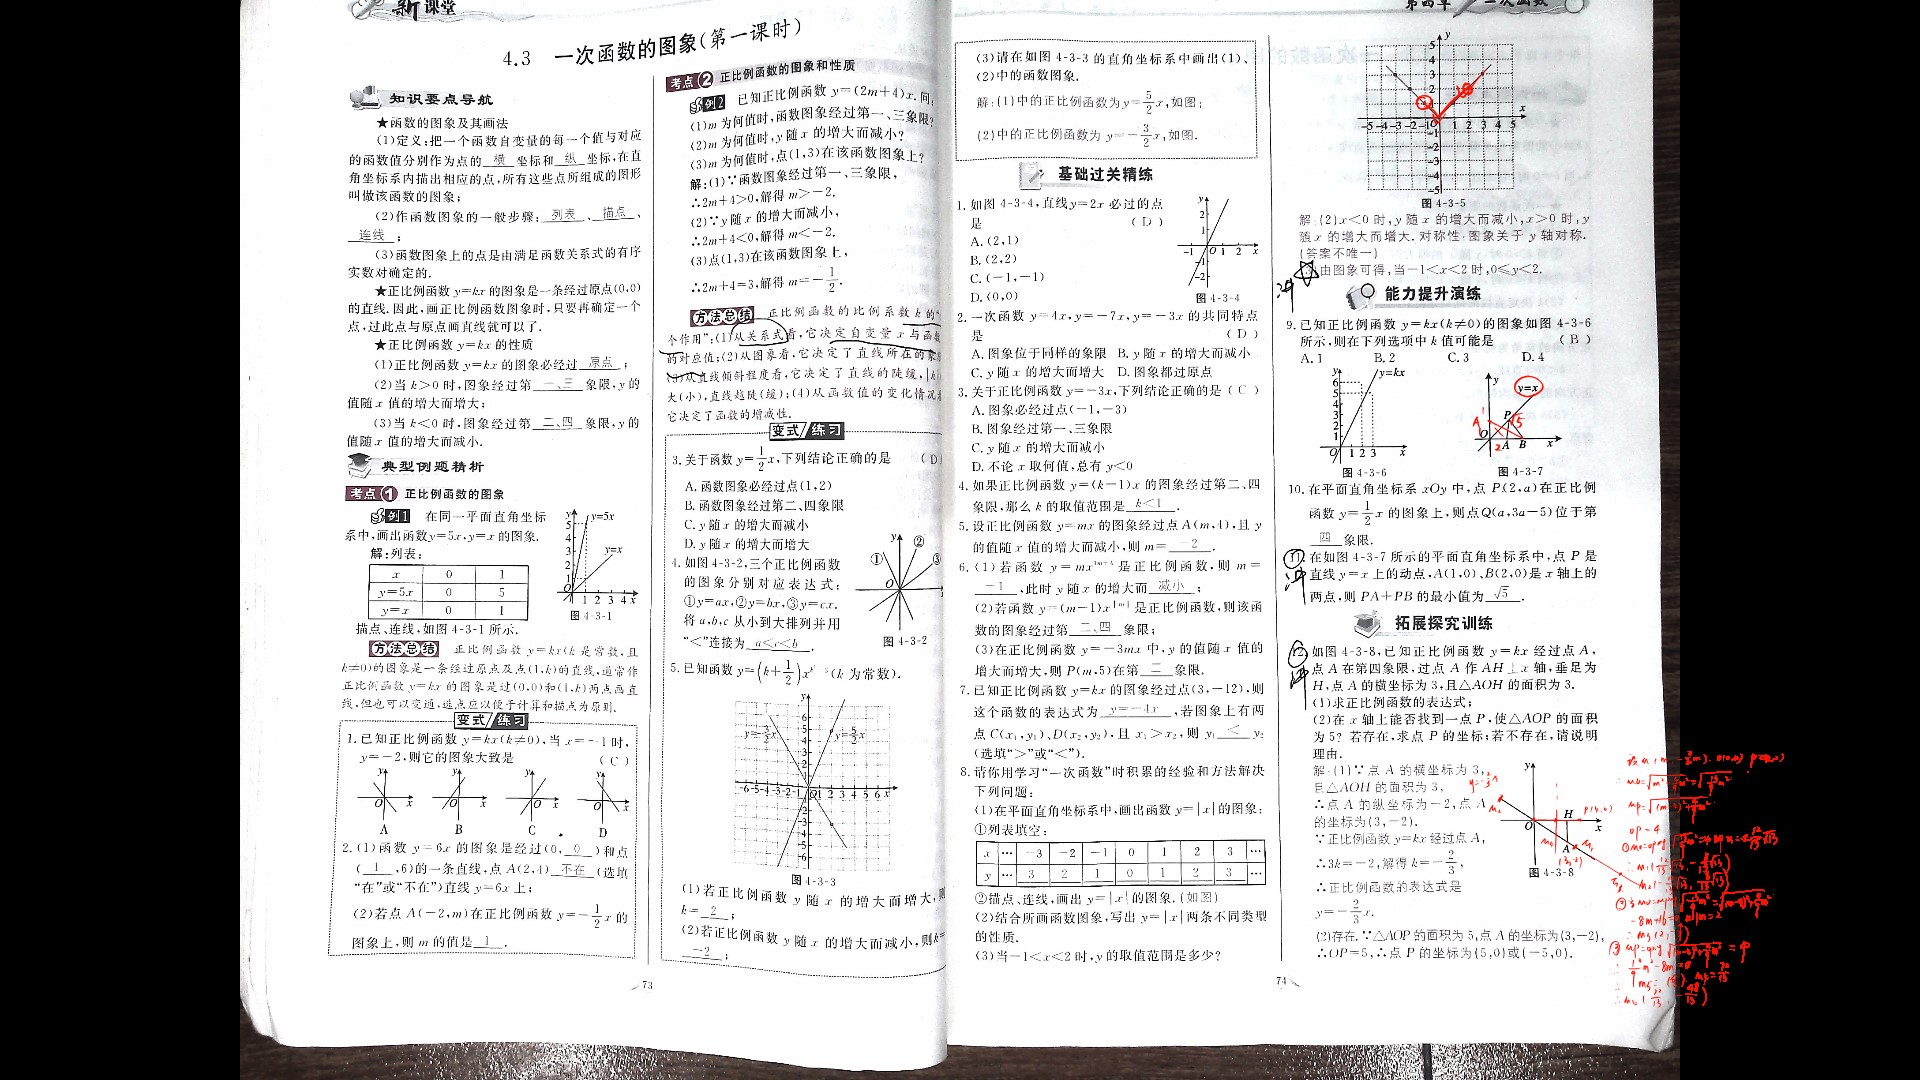 新课堂
4.3 一次函数的图象(第一课时)
知识要点导航
★函数的图象及其画法
(1)定义:把一个函数自变量的每一个值与对应
的函数值分别作为点的 横 坐标和 纵 坐标,在直
角坐标系内描出相应的点,所有这些点所组成的图形
叫做该函数的图象;
(2)作函数图象的一般步骤: 列表 、 描点 、
连线 ;
(3)函数图象上的点是由满足函数关系式的有序
实数对确定的.
★正比例函数 y=kx 的图象是一条经过原点(0,0)
的直线.因此,画正比例函数图象时,只要再确定一个
点,过此点与原点画直线就可以了.
★正比例函数 y=kx 的性质
(1)正比例函数 y=kx 的图象必经过 原点 ;
(2)当 k>0 时,图象经过第 一、三 象限,y 的
值随 x 值的增大而增大;
(3)当 k<0 时,图象经过第 二、四 象限,y 的
值随 x 值的增大而减小.
典型例题精析
考点1 正比例函数的图象
例1 在同一平面直角坐标
系中,画出函数y=5x,y=x 的图象.
解:列表:
x 0 1
y=5x 0 5
y=x 0 1
y=5x
y=x
图 4-3-1
描点、连线,如图 4-3-1 所示.
方法总结 正比例函数 y=kx(k 是常数,且
k≠0)的图象是一条经过原点及点(1,k)的直线,通常作
正比例函数 y=kx 的图象是过(0,0)和(1,k)两点画直
线.但也可以变通,选点应以便于计算和描点为原则.
变式/练习
1.已知正比例函数 y=kx(k≠0),当 x=-1 时,
y=-2,则它的图象大致是 ( C )
A B C D
2.(1)函数 y=6x 的图象是经过(0, 0 )和点
( 1 ,6)的一条直线,点 A(2,4) 不在 (选填
“在”或“不在”)直线 y=6x 上;
(2)若点 A(-2,m)在正比例函数 y=-1/2 x 的
图象上,则 m 的值是 1 .
73
考点2 正比例函数的图象和性质
例2 已知正比例函数 y=(2m+4)x.问:
(1)m 为何值时,函数图象经过第一、三象限?
(2)m 为何值时,y 随 x 的增大而减小?
(3)m 为何值时,点(1,3)在该函数图象上?
解:(1)∵函数图象经过第一、三象限,
∴2m+4>0,解得 m>-2.
(2)∵y 随 x 的增大而减小,
∴2m+4<0,解得 m<-2.
(3)点(1,3)在该函数图象上,
∴2m+4=3,解得 m=-1/2.
方法总结 正比例函数的比例系数 k 的“
个作用”:(1)从关系式看,它决定自变量 x 与函数
的对应值;(2)从图象看,它决定了直线所在的象
(3)从直线倾斜程度看,它决定了直线的陡缓,|k|
大(小),直线越陡(缓);(4)从函数值的变化情况
它决定了函数的增减性.
变式/练习
3.关于函数 y=1/2 x,下列结论正确的是 ( D
A.函数图象必经过点(1,2)
B.函数图象经过第二、四象限
C.y 随 x 的增大而减小
D.y 随 x 的增大而增大
4.如图 4-3-2,三个正比例函数
的图象分别对应表达式:
①y=ax,②y=bx,③y=cx.
将 a,b,c 从小到大排列并用
“<”连接为 a<c<b .
图 4-3-2
5.已知函数 y=(k+1/2)x (k 为常数).
图 4-3-3
(1)若正比例函数 y 随 x 的增大而增大,则
k= 2 ;
(2)若正比例函数 y 随 x 的增大而减小,则k=
-2 ;
第四章 一次函数
(3)请在如图 4-3-3 的直角坐标系中画出(1)、
(2)中的函数图象.
解:(1)中的正比例函数为 y=5/2 x,如图;
(2)中的正比例函数为 y=-3/2 x,如图.
基础过关精练
1.如图 4-3-4,直线 y=2x 必过的点
是 ( D )
A.(2,1)
B.(2,2)
C.(-1,-1)
D.(0,0)
图 4-3-4
2.一次函数 y=4x,y=-7x,y=-3x 的共同特点
是 ( D )
A.图象位于同样的象限 B.y 随 x 的增大而减小
C.y 随 x 的增大而增大 D.图象都过原点
3.关于正比例函数 y=-3x,下列结论正确的是 ( C )
A.图象必经过点(-1,-3)
B.图象经过第一、三象限
C.y 随 x 的增大而减小
D.不论 x 取何值,总有 y<0
4.如果正比例函数 y=(k-1)x 的图象经过第二、四
象限,那么 k 的取值范围是 k<1 .
5.设正比例函数 y=mx 的图象经过点 A(m,4),且 y
的值随 x 值的增大而减小,则 m= -2 .
6.(1)若函数 y=mx 是正比例函数,则 m=
-1 ,此时 y 随 x 的增大而 减小 ;
(2)若函数 y=(m-1)x|m| 是正比例函数,则该函
数的图象经过第 二、四 象限;
(3)在正比例函数 y=-3mx 中,y 的值随 x 值的
增大而增大,则 P(m,5)在第 二 象限.
7.已知正比例函数 y=kx 的图象经过点(3,-12),则
这个函数的表达式为 y=-4x ,若图象上有两
点 C(x₁,y₁)、D(x₂,y₂),且 x₁>x₂,则 y₁ < y₂
(选填“>”或“<”).
8.请你用学习“一次函数”时积累的经验和方法解决
下列问题:
(1)在平面直角坐标系中,画出函数 y=|x|的图象:
①列表填空:
x … -3 -2 -1 0 1 2 3 …
y … 3 2 1 0 1 2 3 …
②描点、连线,画出 y=|x|的图象.(如图)
(2)结合所画函数图象,写出 y=|x|两条不同类型
的性质.
(3)当-1<x<2时,y 的取值范围是多少?
74
图 4-3-5
解:(2)x<0 时,y 随 x 的增大而减小,x>0 时,y
随 x 的增大而增大.对称性:图象关于 y 轴对称.
(答案不唯一)
由图象可得,当-1<x<2 时,0≤y<2.
能力提升演练
9.已知正比例函数 y=kx(k≠0)的图象如图 4-3-6
所示,则在下列选项中 k 值可能是 ( B )
A.1 B.2 C.3 D.4
y=kx
y=x
图 4-3-6 图 4-3-7
10.在平面直角坐标系 xOy 中,点 P(2,a)在正比例
函数 y=1/2 x 的图象上,则点Q(a,3a-5)位于第
四 象限.
11.在如图 4-3-7 所示的平面直角坐标系中,点 P 是
直线 y=x 上的动点,A(1,0)、B(2,0)是 x 轴上的
两点,则 PA+PB 的最小值为 √5 .
拓展探究训练
12.如图 4-3-8,已知正比例函数 y=kx 经过点 A,
点 A 在第四象限,过点 A 作 AH⊥x 轴,垂足为
H,点 A 的横坐标为 3,且△AOH 的面积为 3.
(1)求正比例函数的表达式;
(2)在 x 轴上能否找到一点 P,使△AOP 的面积
为 5?若存在,求点 P 的坐标;若不存在,请说明
理由.
解:(1)∵点 A 的横坐标为 3,
且△AOH 的面积为 3,
∴点 A 的纵坐标为-2,点 A
的坐标为(3,-2).
∵正比例函数 y=kx 经过点 A,
∴3k=-2,解得 k=-2/3,
∴正比例函数的表达式是
y=-2/3 x.
图 4-3-8
(2)存在.∵△AOP 的面积为 5,点 A 的坐标为(3,-2),
∴OP=5,∴点 P 的坐标为(5,0)或(-5,0).